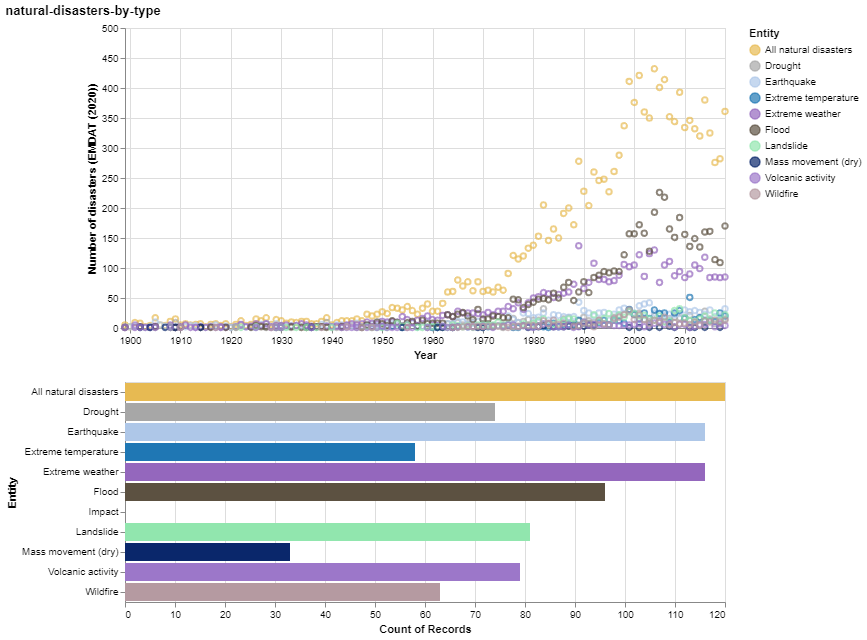 natural-disasters-by-type
500
450
400
350
300
250
200
150
100
50
0
Number of disasters (EMDAT (2020))
1900 1910 1920 1930 1940 1950 1960 1970 1980 1990 2000 2010
Year
Entity
All natural disasters
Drought
Earthquake
Extreme temperature
Extreme weather
Flood
Landslide
Mass movement (dry)
Volcanic activity
Wildfire
Entity
All natural disasters
Drought
Earthquake
Extreme temperature
Extreme weather
Flood
Impact
Landslide
Mass movement (dry)
Volcanic activity
Wildfire
0 10 20 30 40 50 60 70 80 90 100 110 120
Count of Records